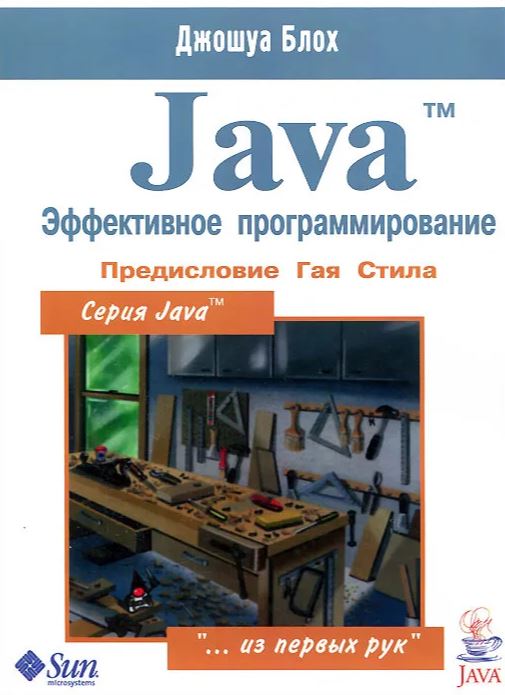 Джошуа Блох
Java™
Эффективное программирование
Предисловие Гая Стила
Серия Java™
"... из первых рук"
Sun
microsystems
JAVA